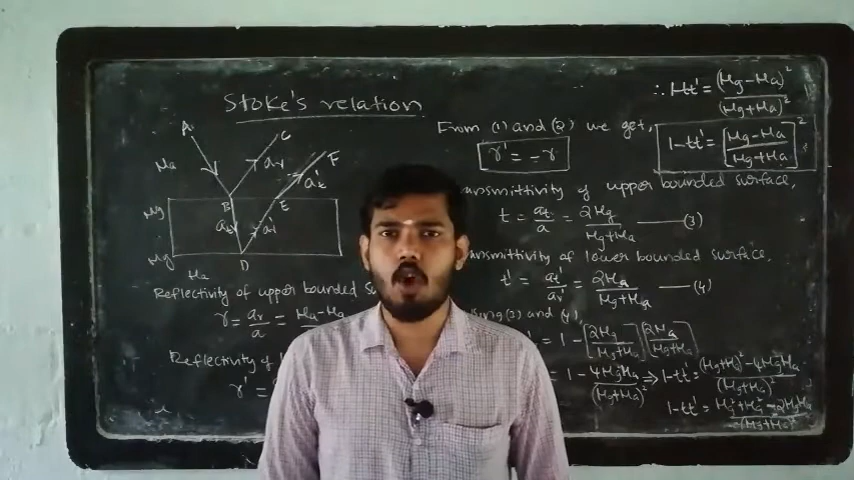 Stoke's relation
A
C
F
μa
ar
a't
B
E
μg
at
a'r
μg
D
μa
Reflectivity of upper bounded
r = ar/a = μa-μg
Reflectivity of
r' =
From (1) and (2) we get,
r' = -r
ansmittivity of upper bounded surface,
t = at/a = 2μg/μg+μa —(3)
ansmittivity of lower bounded surface,
t' = at'/ar' = 2μa/μg+μa —(4)
and (4),
= 1 - [2μg/μg+μa][2μa/μg+μa]
= 1 - 4μgμa/(μg+μa)² ⇒ 1-tt' = (μg+μa)² - 4μgμa/(μg+μa)²
1-tt' = μg²+μa² - 2μgμa/(μg+μa)²
∴ 1-tt' = (μg-μa)²/(μg+μa)²
1-tt' = [μg-μa/μg+μa]²